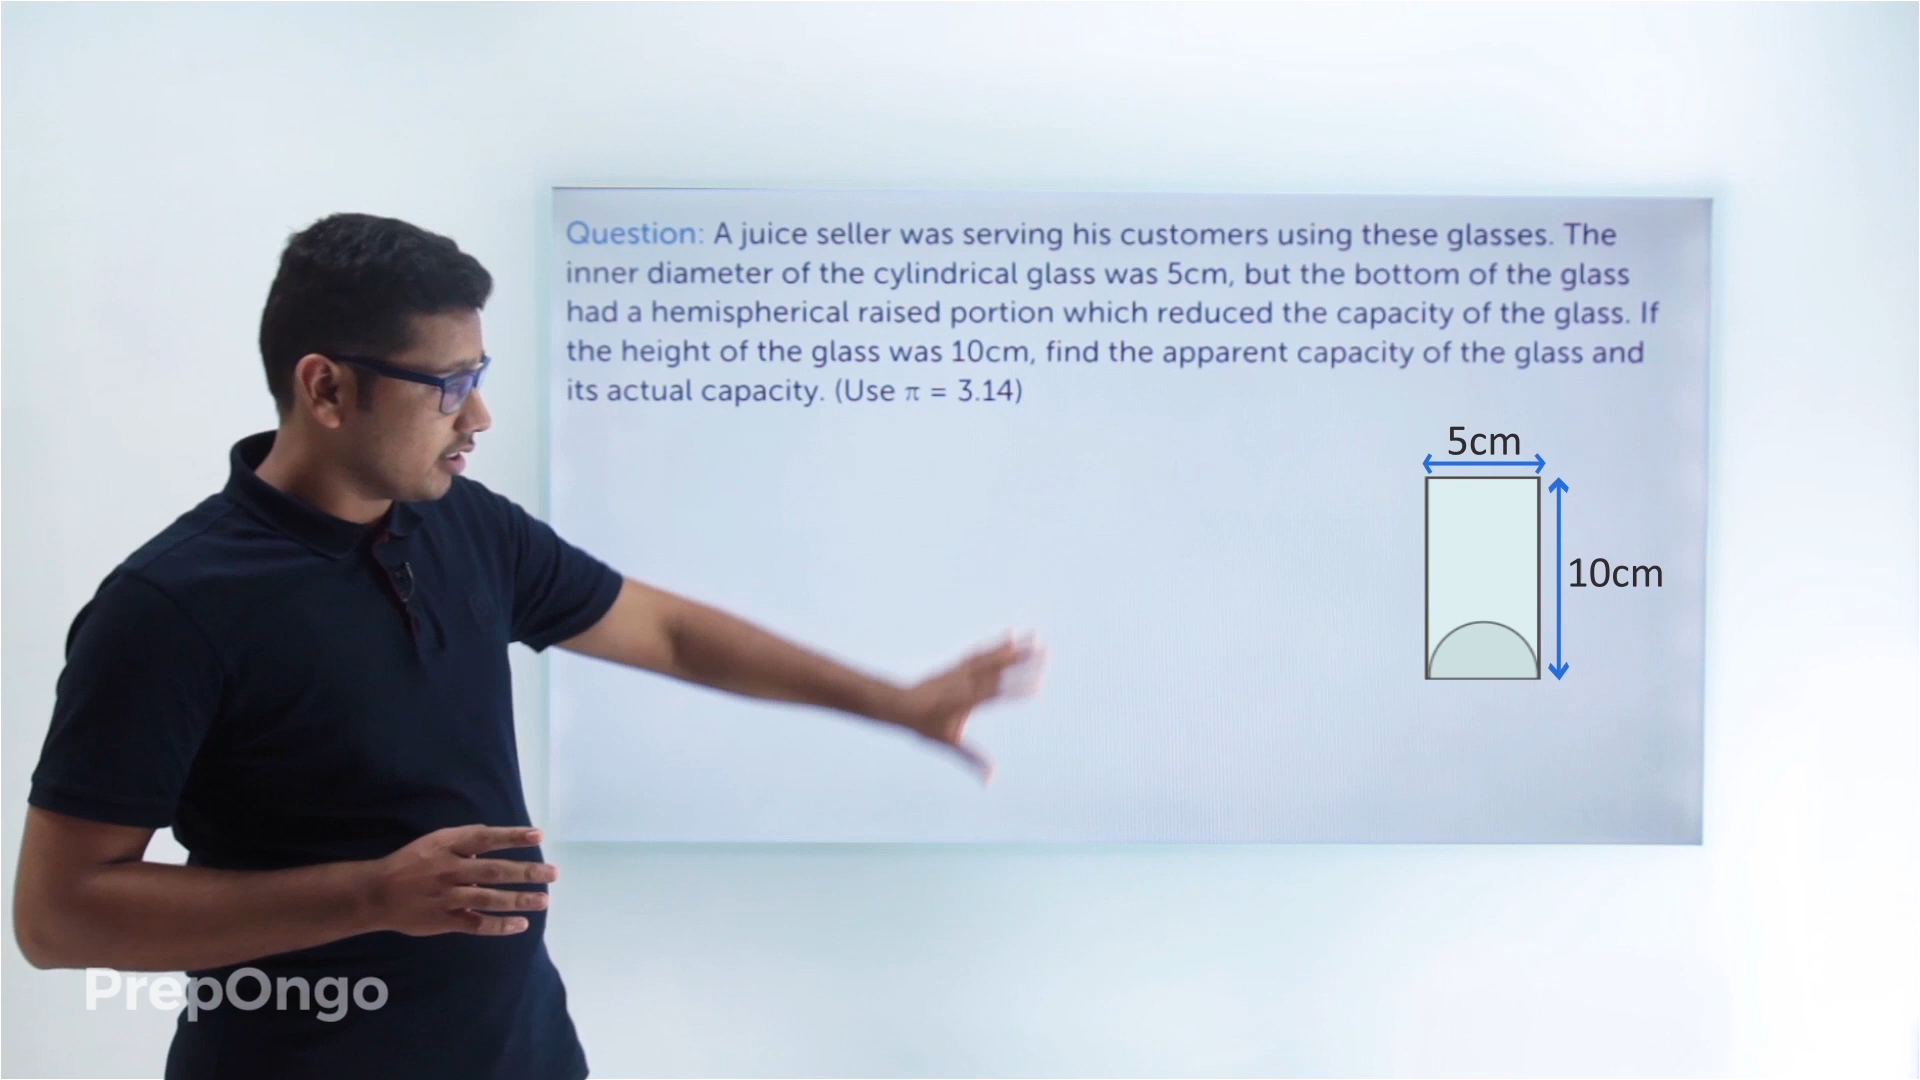 Question: A juice seller was serving his customers using these glasses. The
inner diameter of the cylindrical glass was 5cm, but the bottom of the glass
had a hemispherical raised portion which reduced the capacity of the glass. If
the height of the glass was 10cm, find the apparent capacity of the glass and
its actual capacity. (Use π = 3.14)
5cm
10cm
PrepOngo